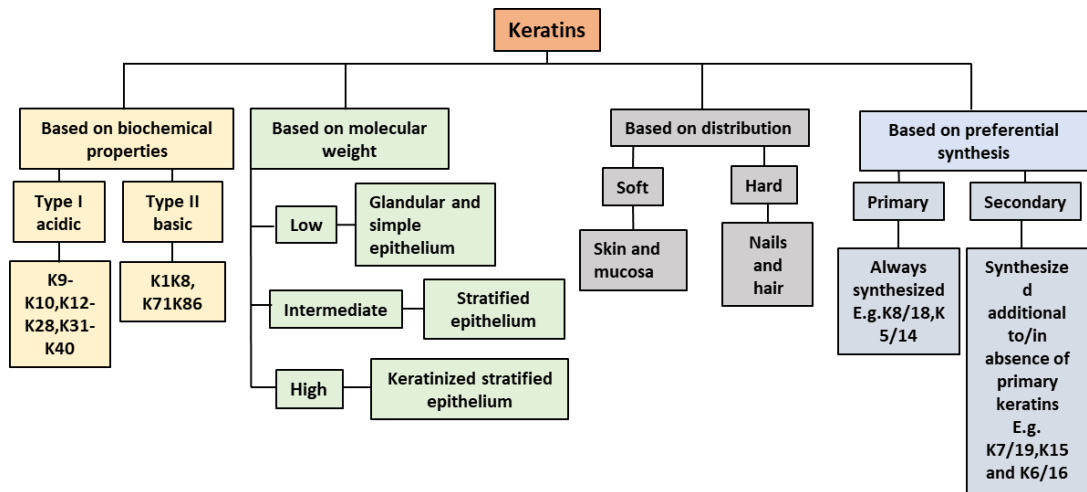 Keratins
Based on biochemical
properties
Type I
acidic
Type II
basic
K9-
K10,K12-
K28,K31-
K40
K1K8,
K71K86
Based on molecular
weight
Low
Glandular and
simple
epithelium
Intermediate
Stratified
epithelium
High
Keratinized stratified
epithelium
Based on distribution
Soft
Hard
Skin and
mucosa
Nails
and
hair
Based on preferential
synthesis
Primary
Secondary
Always
synthesized
E.g.K8/18,K
5/14
Synthesize
d
additional
to/in
absence of
primary
keratins
E.g.
K7/19,K15
and K6/16